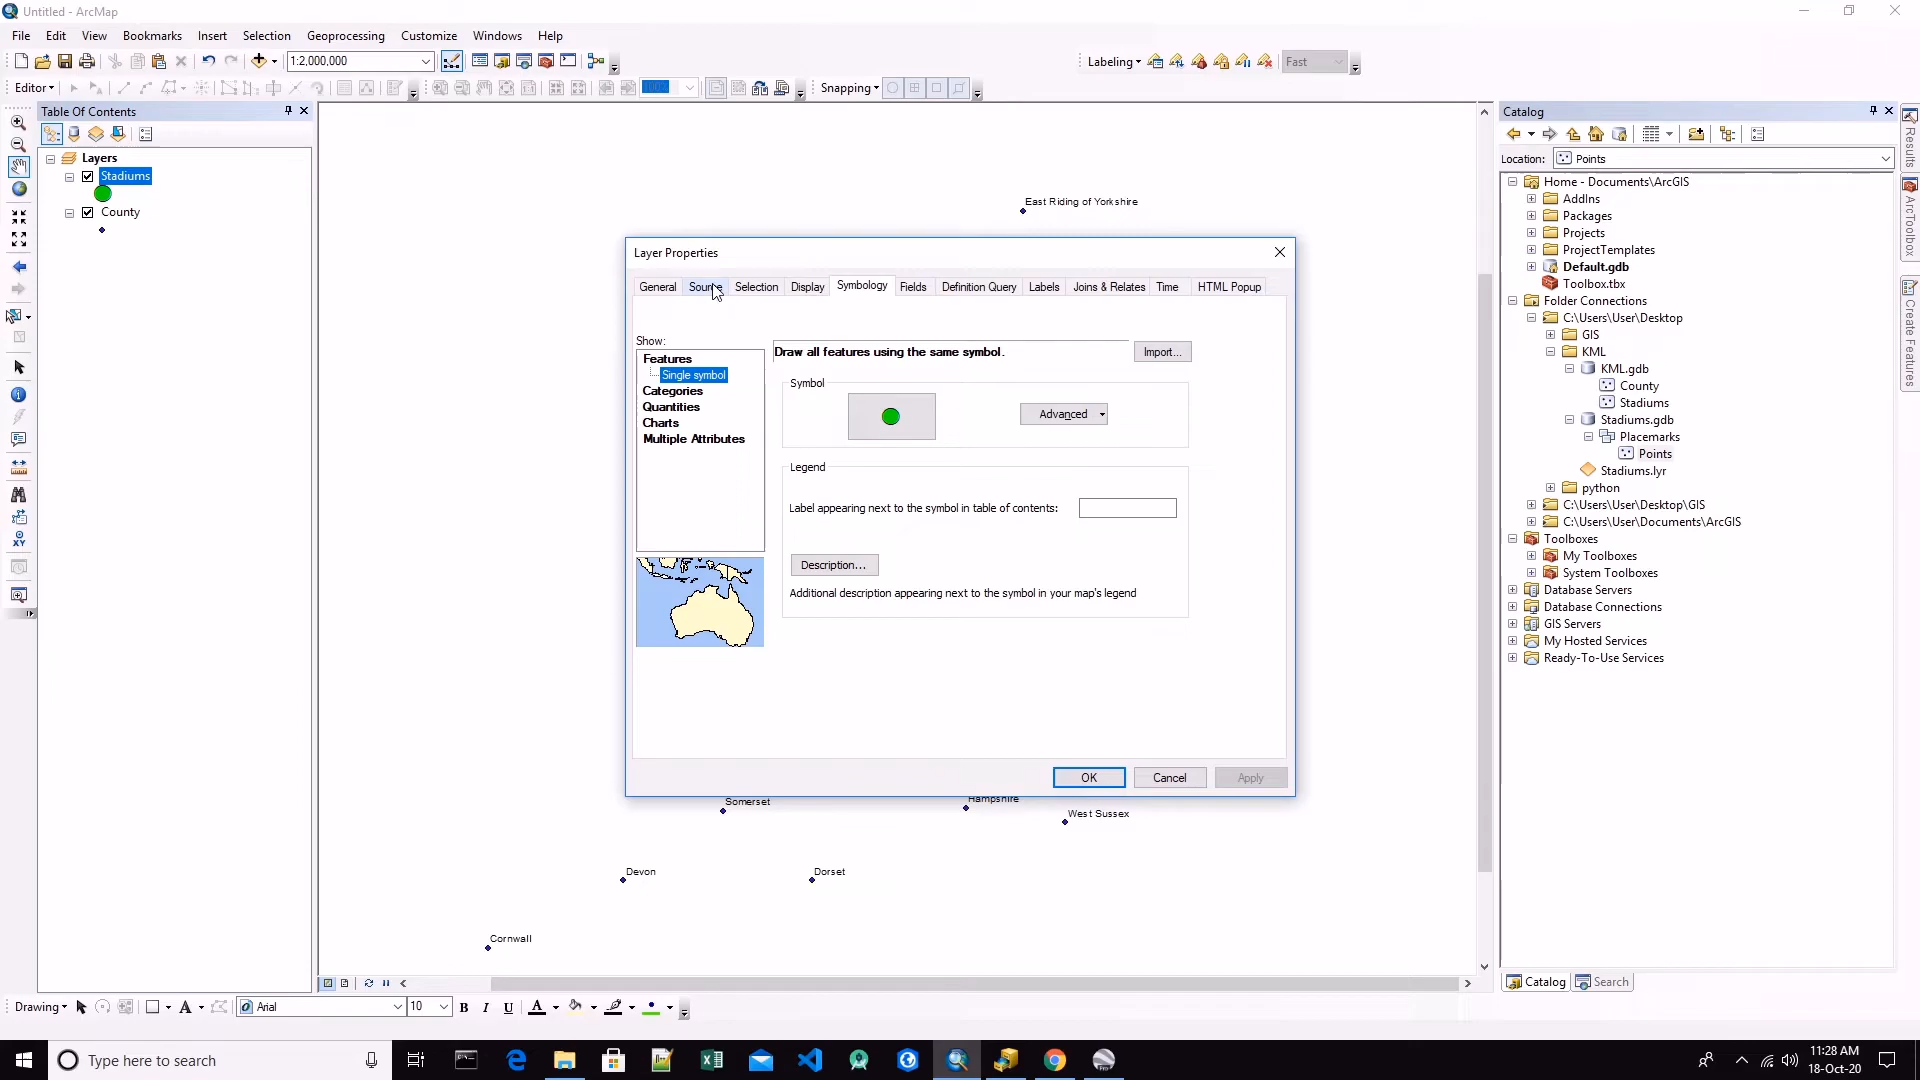 Untitled - ArcMap
File Edit View Bookmarks Insert Selection Geoprocessing Customize Windows Help
1:2,000,000
Labeling
Fast
Editor
100%
Snapping
Table Of Contents
Layers
Stadiums
County
East Riding of Yorkshire
Somerset
Hampshire
West Sussex
Devon
Dorset
Cornwall
Layer Properties
General Source Selection Display Symbology Fields Definition Query Labels Joins & Relates Time HTML Popup
Show:
Features
Single symbol
Categories
Quantities
Charts
Multiple Attributes
Draw all features using the same symbol.
Import...
Symbol
Advanced
Legend
Label appearing next to the symbol in table of contents:
Description...
Additional description appearing next to the symbol in your map's legend
OK Cancel Apply
Catalog
Location: Points
Home - Documents\ArcGIS
AddIns
Packages
Projects
ProjectTemplates
Default.gdb
Toolbox.tbx
Folder Connections
C:\Users\User\Desktop
GIS
KML
KML.gdb
County
Stadiums
Stadiums.gdb
Placemarks
Points
Stadiums.lyr
python
C:\Users\User\Desktop\GIS
C:\Users\User\Documents\ArcGIS
Toolboxes
My Toolboxes
System Toolboxes
Database Servers
Database Connections
GIS Servers
My Hosted Services
Ready-To-Use Services
Catalog Search
Results
ArcToolbox
Create Features
Drawing
Arial
10
B I U A
Type here to search
11:28 AM
18-Oct-20